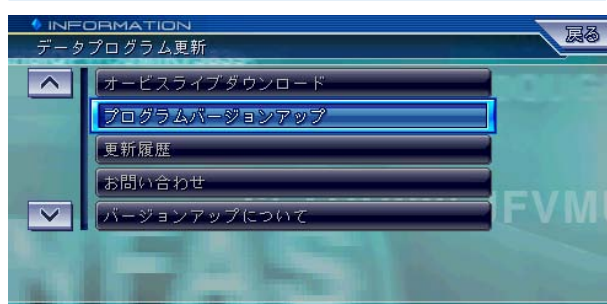 INFORMATION
データプログラム更新
戻る
オービスライブダウンロード
プログラムバージョンアップ
更新履歴
お問い合わせ
バージョンアップについて